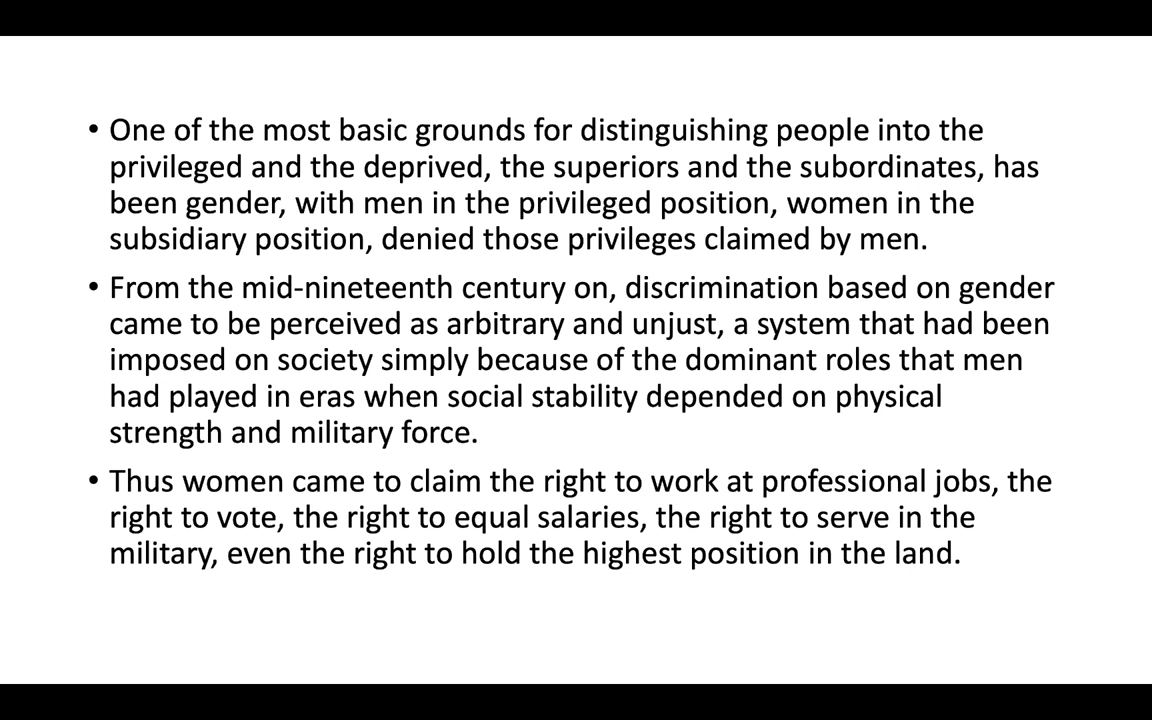 • One of the most basic grounds for distinguishing people into the
privileged and the deprived, the superiors and the subordinates, has
been gender, with men in the privileged position, women in the
subsidiary position, denied those privileges claimed by men.
• From the mid-nineteenth century on, discrimination based on gender
came to be perceived as arbitrary and unjust, a system that had been
imposed on society simply because of the dominant roles that men
had played in eras when social stability depended on physical
strength and military force.
• Thus women came to claim the right to work at professional jobs, the
right to vote, the right to equal salaries, the right to serve in the
military, even the right to hold the highest position in the land.